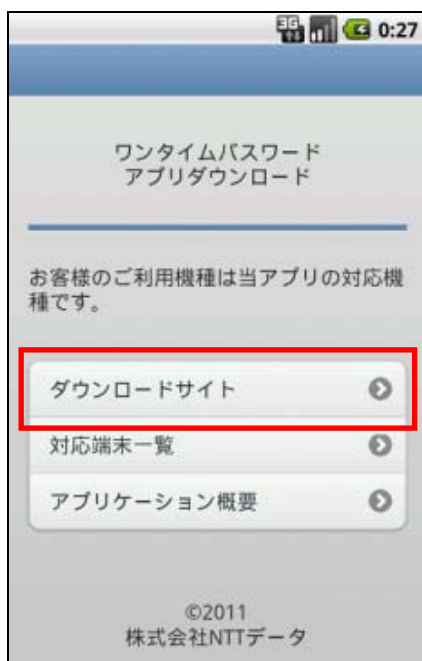 3G 0:27
ワンタイムパスワード
アプリダウンロード
お客様のご利用機種は当アプリの対応機
種です。
ダウンロードサイト
対応端末一覧
アプリケーション概要
©2011
株式会社NTTデータ